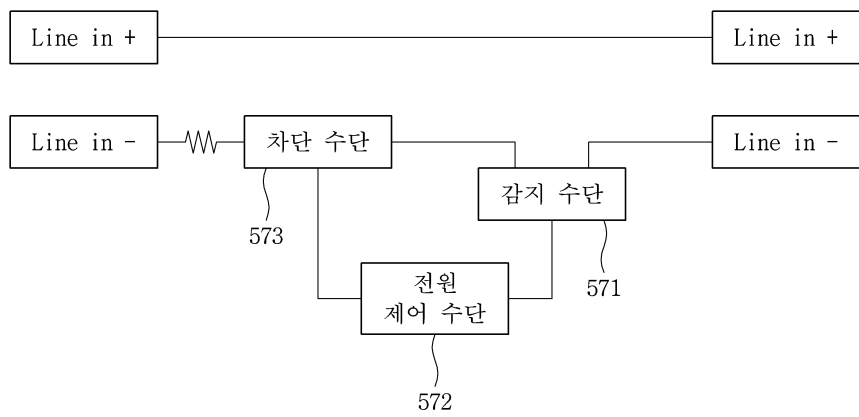 Line in +
Line in +
Line in -
차단 수단
Line in -
감지 수단
573
571
전원
제어 수단
572